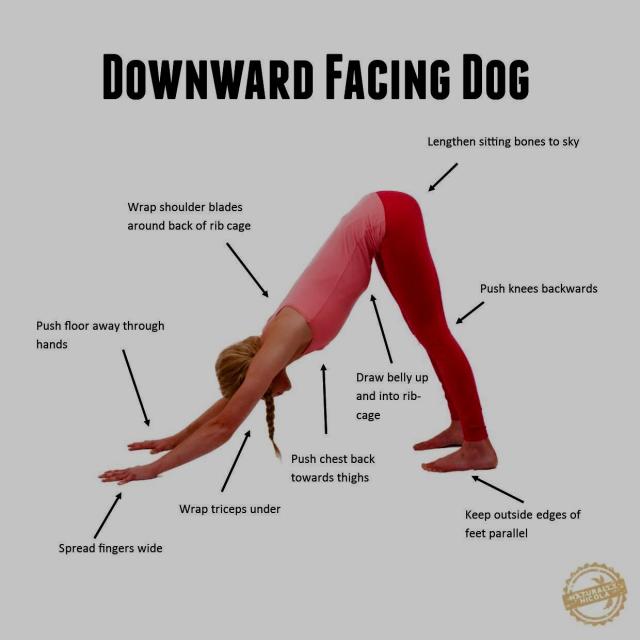 DOWNWARD FACING DOG
Lengthen sitting bones to sky
Wrap shoulder blades
around back of rib cage
Push knees backwards
Push floor away through
hands
Draw belly up
and into rib-
cage
Push chest back
towards thighs
Wrap triceps under
Keep outside edges of
feet parallel
Spread fingers wide
NATURALLY
NICOLA